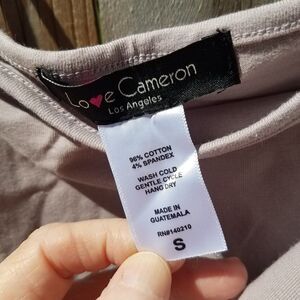 Love Cameron
Los Angeles
96% COTTON
4% SPANDEX
WASH COLD
GENTLE CYCLE
HANG DRY
MADE IN
GUATEMALA
RN#140210
S